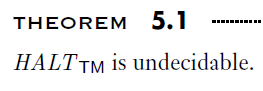 THEOREM 5.1
HALTTM is undecidable.